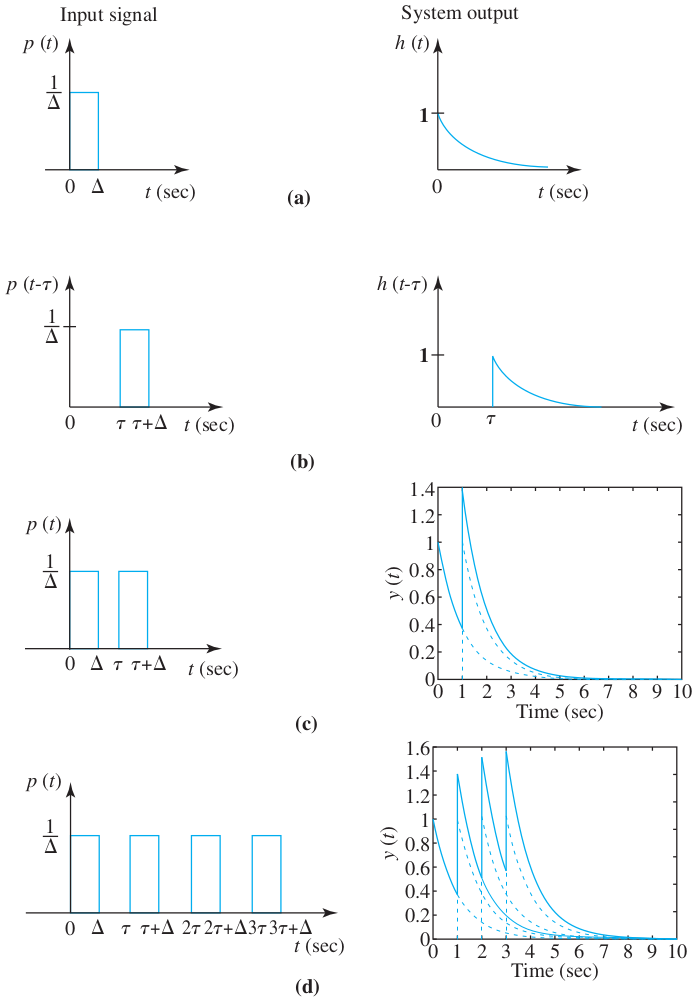 Input signal
System output
p (t)
1
Δ
0 Δ t (sec)
h (t)
1
0 t (sec)
(a)
p (t-τ)
1
Δ
0 τ τ+Δ t (sec)
h (t-τ)
1
0 τ t (sec)
(b)
p (t)
1
Δ
0 Δ τ τ+Δ t (sec)
1.4
1.2
1
0.8
0.6
0.4
0.2
0
y (t)
0 1 2 3 4 5 6 7 8 9 10
Time (sec)
(c)
p (t)
1
Δ
0 Δ τ τ+Δ 2τ 2τ+Δ 3τ 3τ+Δ
t (sec)
1.6
1.4
1.2
1
0.8
0.6
0.4
0.2
0
y (t)
0 1 2 3 4 5 6 7 8 9 10
Time (sec)
(d)